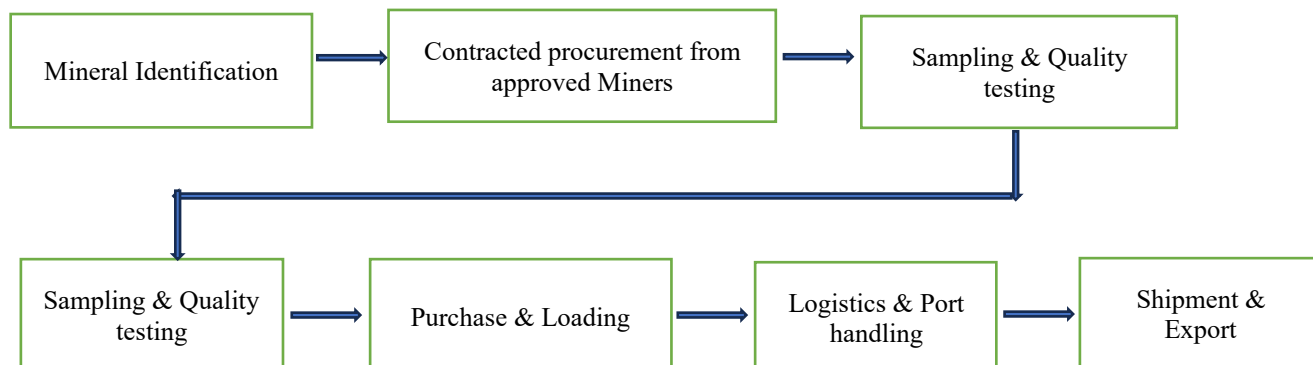 Mineral Identification
Contracted procurement from
approved Miners
Sampling & Quality
testing
Sampling & Quality
testing
Purchase & Loading
Logistics & Port
handling
Shipment &
Export